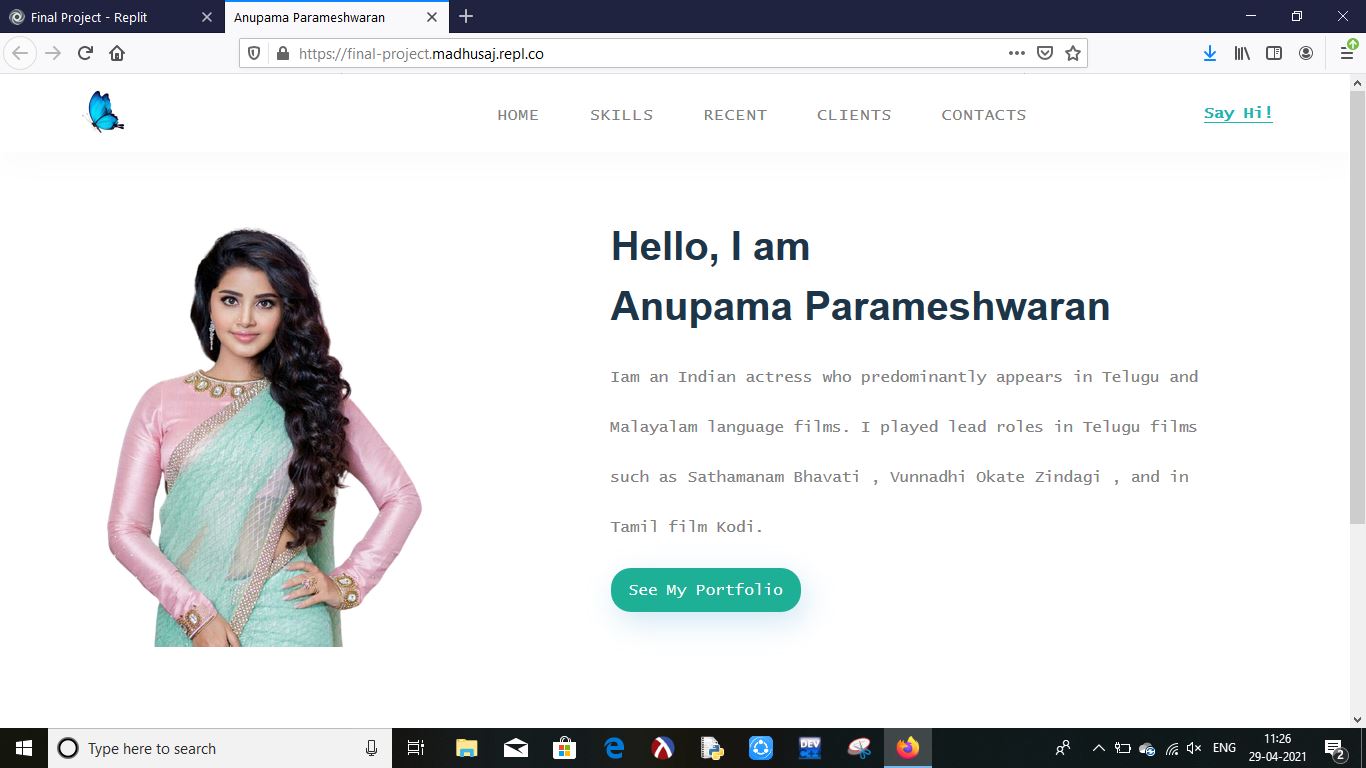 Final Project - Replit
Anupama Parameshwaran
https://final-project.madhusaj.repl.co
HOME SKILLS RECENT CLIENTS CONTACTS
Say Hi!
Hello, I am
Anupama Parameshwaran
Iam an Indian actress who predominantly appears in Telugu and
Malayalam language films. I played lead roles in Telugu films
such as Sathamanam Bhavati , Vunnadhi Okate Zindagi , and in
Tamil film Kodi.
See My Portfolio
Type here to search
DEV
ENG
11:26
29-04-2021
2